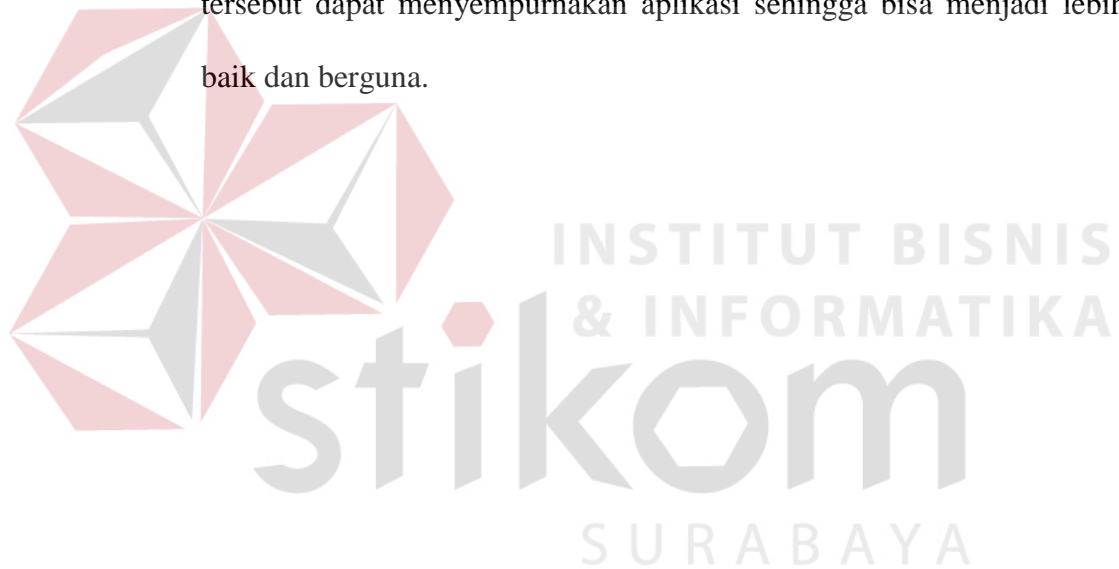 tersebut dapat menyempurnakan aplikasi sehingga bisa menjadi lebih
baik dan berguna.
INSTITUT BISNIS
& INFORMATIKA
stikom
SURABAYA